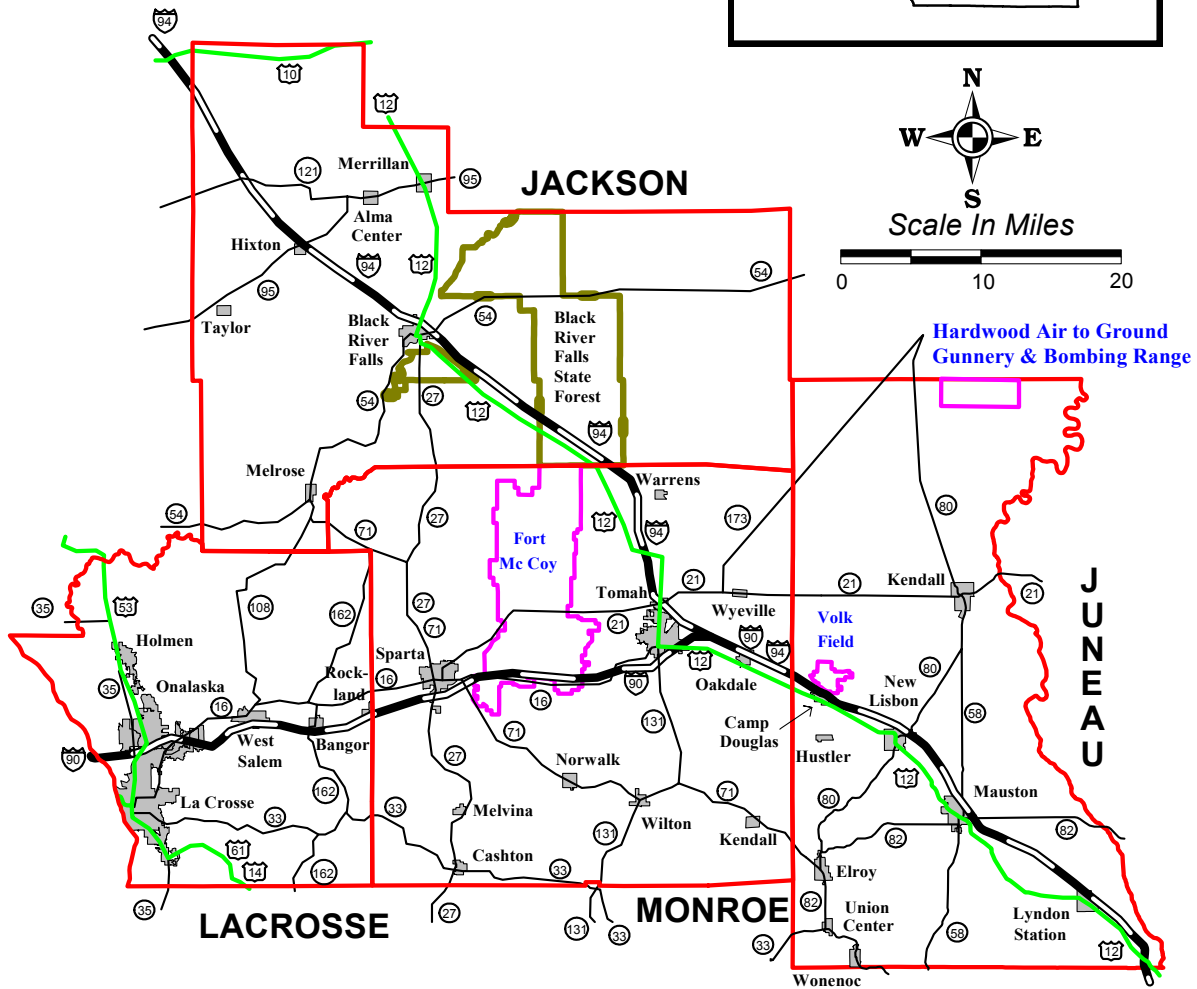 94
10
12
N
W E
S
Scale In Miles
0 10 20
JACKSON
121
Merrillan
95
Alma
Center
Hixton
94
12
54
95
Taylor
Black
River
Falls
54
Black
River
Falls
State
Forest
Hardwood Air to Ground
Gunnery & Bombing Range
54
27
12
94
Melrose
Warrens
80
54
71
27
12
94
173
Fort
Mc Coy
35
53
108
162
27
Tomah
21
Wyeville
21
Kendall
21
JUNEAU
Holmen
71
21
Volk
Field
90
94
35
Onalaska
16
Rock-
land
16
Sparta
12
Oakdale
80
New
Lisbon
90
16
90
West
Salem
Bangor
71
131
Camp
Douglas
58
Hustler
27
Norwalk
12
162
La Crosse
33
33
Melvina
Wilton
71
80
Mauston
82
131
Kendall
82
61
14
162
Cashton
33
Elroy
35
27
131
33
82
Union
Center
58
Lyndon
Station
12
LACROSSE
MONROE
33
Wonenoc